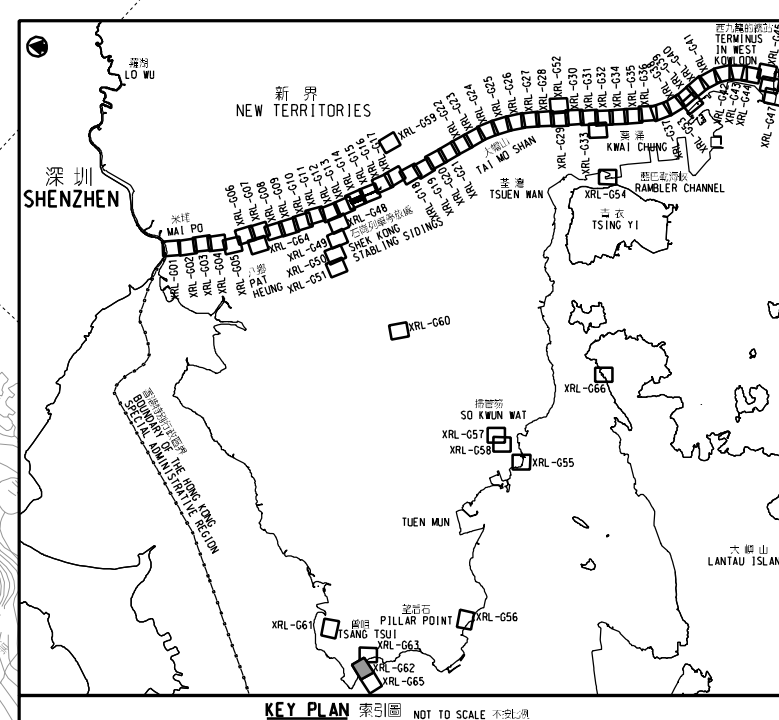 西九龍總站
TERMINUS
IN WEST
KOWLOON
羅湖
LO WU
新 界
NEW TERRITORIES
深 圳
SHENZHEN
米埔
MAI PO
XRL-G01
XRL-G02
XRL-G03
XRL-G04
XRL-G05
XRL-G06
XRL-G07
XRL-G08
XRL-G09
XRL-G10
XRL-G11
XRL-G12
XRL-G13
XRL-G14
XRL-G15
XRL-G16
XRL-G17
XRL-G18
XRL-G19
XRL-G20
XRL-G21
XRL-G22
XRL-G23
XRL-G24
XRL-G25
XRL-G26
XRL-G27
XRL-G28
XRL-G29
XRL-G30
XRL-G31
XRL-G32
XRL-G33
XRL-G34
XRL-G35
XRL-G36
XRL-G40
XRL-G41
XRL-G42
XRL-G43
XRL-G44
XRL-G47
XRL-G48
XRL-G49
XRL-G50
XRL-G51
XRL-G52
XRL-G59
XRL-G64
大帽山
TAI MO SHAN
葵涌
KWAI CHUNG
荃灣
TSUEN WAN
藍巴勒海峽
RAMBLER CHANNEL
XRL-G54
青 衣
TSING YI
八鄉
PAT
HEUNG
SHEK KONG
STABLING SIDINGS
XRL-G60
XRL-G66
香港特別行政區界
BOUNDARY OF THE HONG KONG
SPECIAL ADMINISTRATIVE REGION
掃管笏
SO KWUN WAT
XRL-G57
XRL-G58
XRL-G55
TUEN MUN
大 嶼 山
LANTAU ISLAN
望后石
PILLAR POINT
XRL-G56
XRL-G61
曾咀
TSANG TSUI
XRL-G63
XRL-G62
XRL-G65
KEY PLAN 索引圖 NOT TO SCALE 不按比例